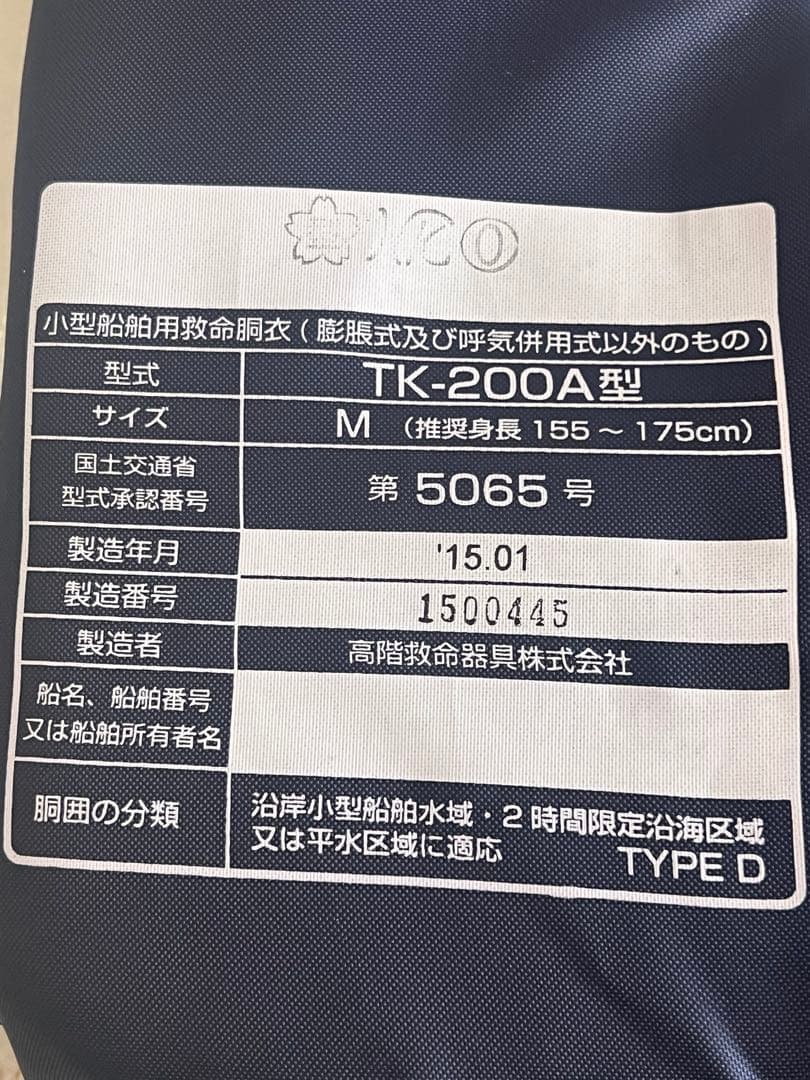 小型船舶用救命胴衣(膨脹式及び呼気併用式以外のもの)
型式 TK-200A型
サイズ M (推奨身長 155〜175cm)
国土交通省
型式承認番号 第 5065 号
製造年月 '15.01
製造番号 1500445
製造者 高階救命器具株式会社
船名、船舶番号
又は船舶所有者名
胴囲の分類 沿岸小型船舶水域・2時間限定沿海区域
又は平水区域に適応
TYPE D